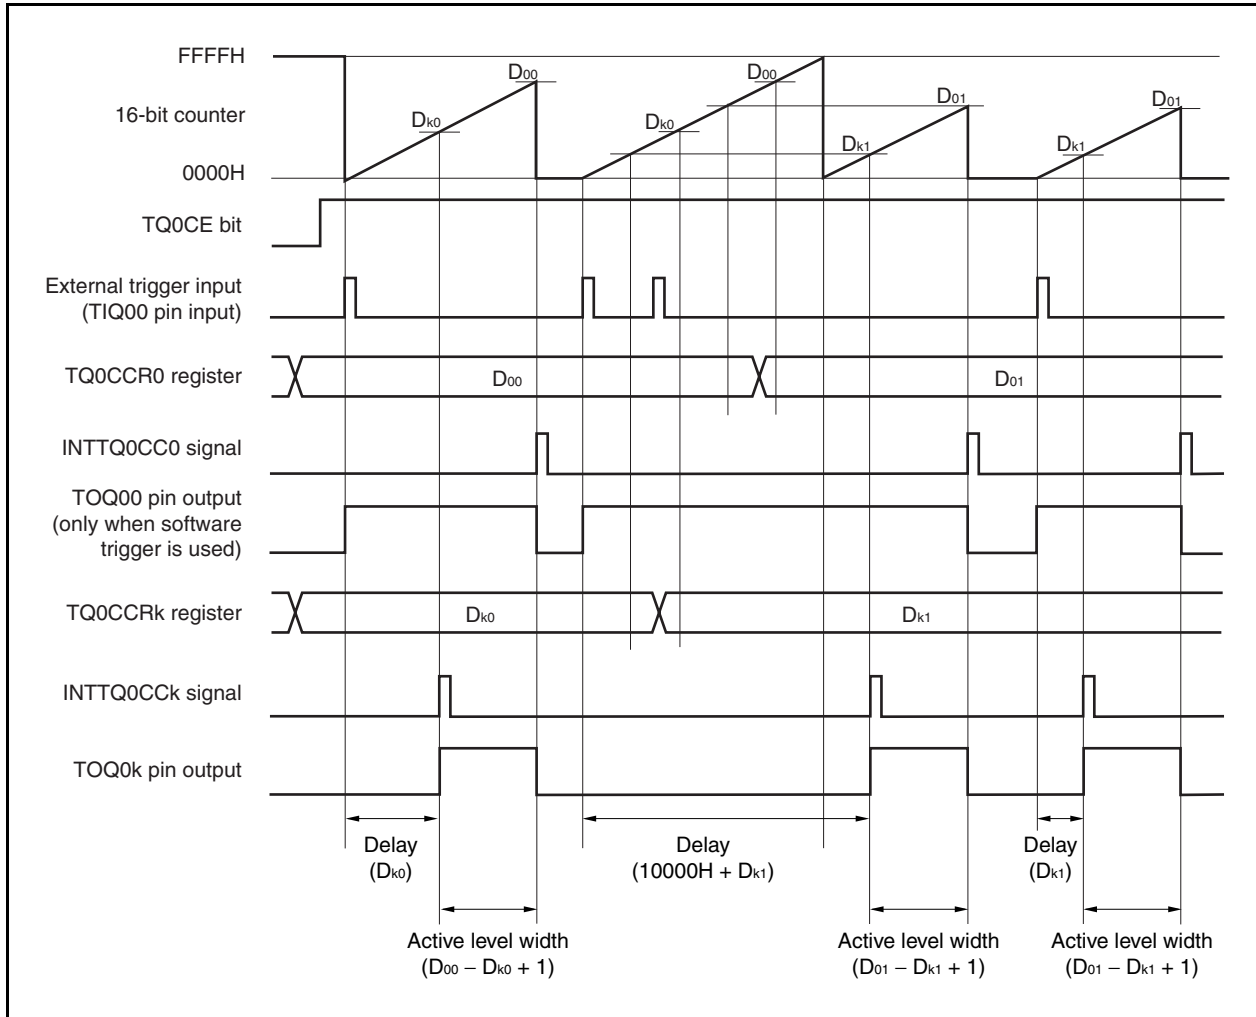 FFFFH
16-bit counter
0000H
D00
Dk0
D00
Dk0
D01
Dk1
D01
Dk1
TQ0CE bit
External trigger input
(TIQ00 pin input)
TQ0CCR0 register
D00
D01
INTTQ0CC0 signal
TOQ00 pin output
(only when software
trigger is used)
TQ0CCRk register
Dk0
Dk1
INTTQ0CCk signal
TOQ0k pin output
Delay
(Dk0)
Delay
(10000H + Dk1)
Delay
(Dk1)
Active level width
(D00 − Dk0 + 1)
Active level width
(D01 − Dk1 + 1)
Active level width
(D01 − Dk1 + 1)